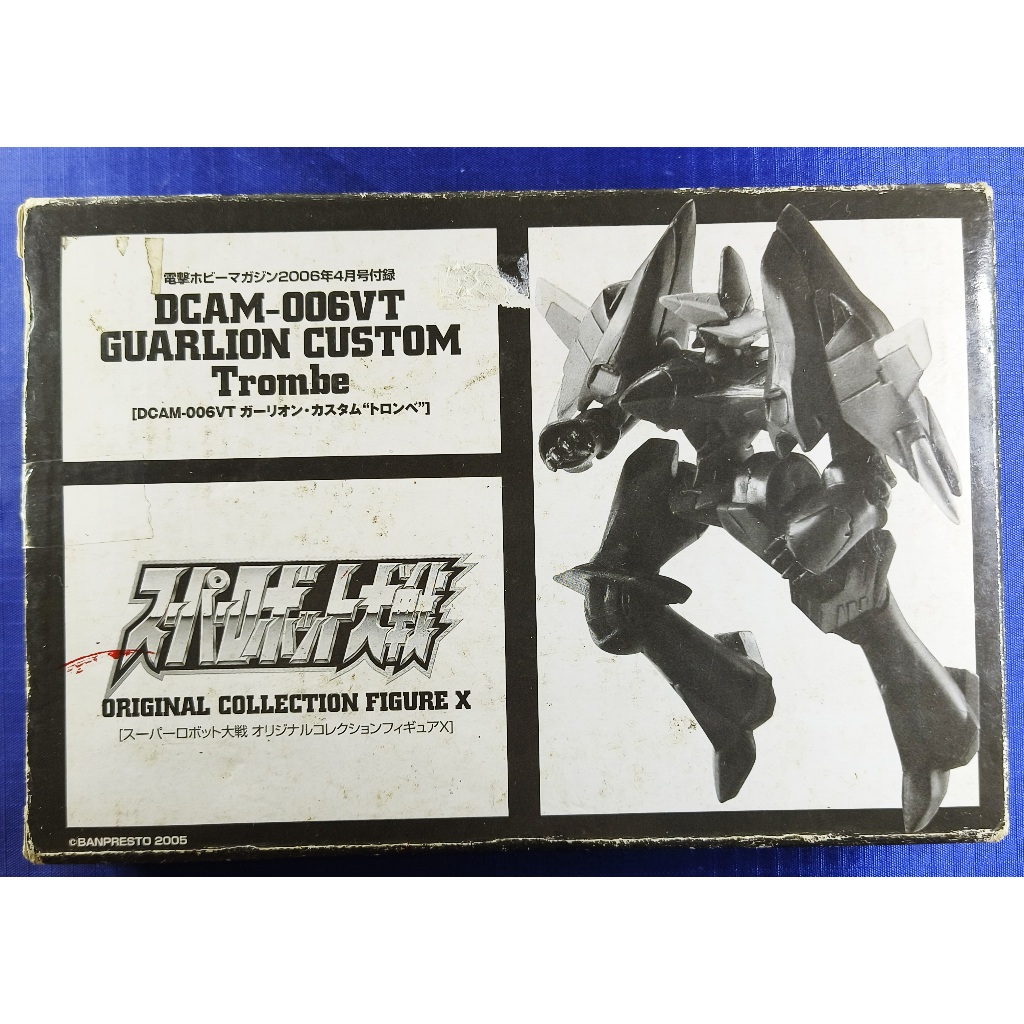 電撃ホビーマガジン2006年4月号付録
DCAM-006VT
GUARLION CUSTOM
Trombe
[DCAM-006VT ガーリオン・カスタム“トロンベ”]
スーパーロボット大戦
ORIGINAL COLLECTION FIGURE X
[スーパーロボット大戦 オリジナルコレクションフィギュアX]
©BANPRESTO 2005